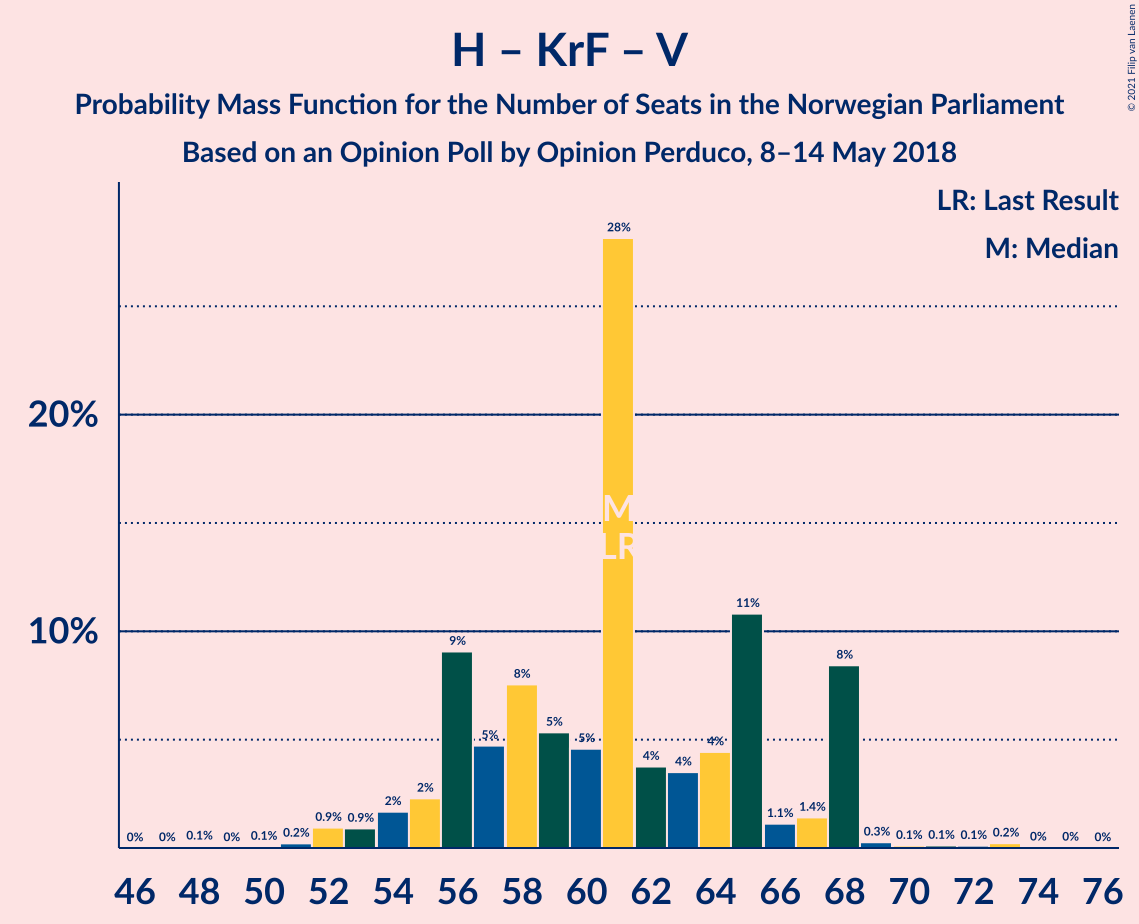 H – KrF – V
Probability Mass Function for the Number of Seats in the Norwegian Parliament
Based on an Opinion Poll by Opinion Perduco, 8–14 May 2018
© 2021 Filip van Laenen
LR: Last Result
M: Median
20%
10%
0% 0% 0.1% 0% 0.1% 0.2% 0.9% 0.9% 2% 2% 9% 5% 8% 5% 5% 28% 4% 4% 4% 11% 1.1% 1.4% 8% 0.3% 0.1% 0.1% 0.1% 0.2% 0% 0% 0%
M
LR
46 48 50 52 54 56 58 60 62 64 66 68 70 72 74 76